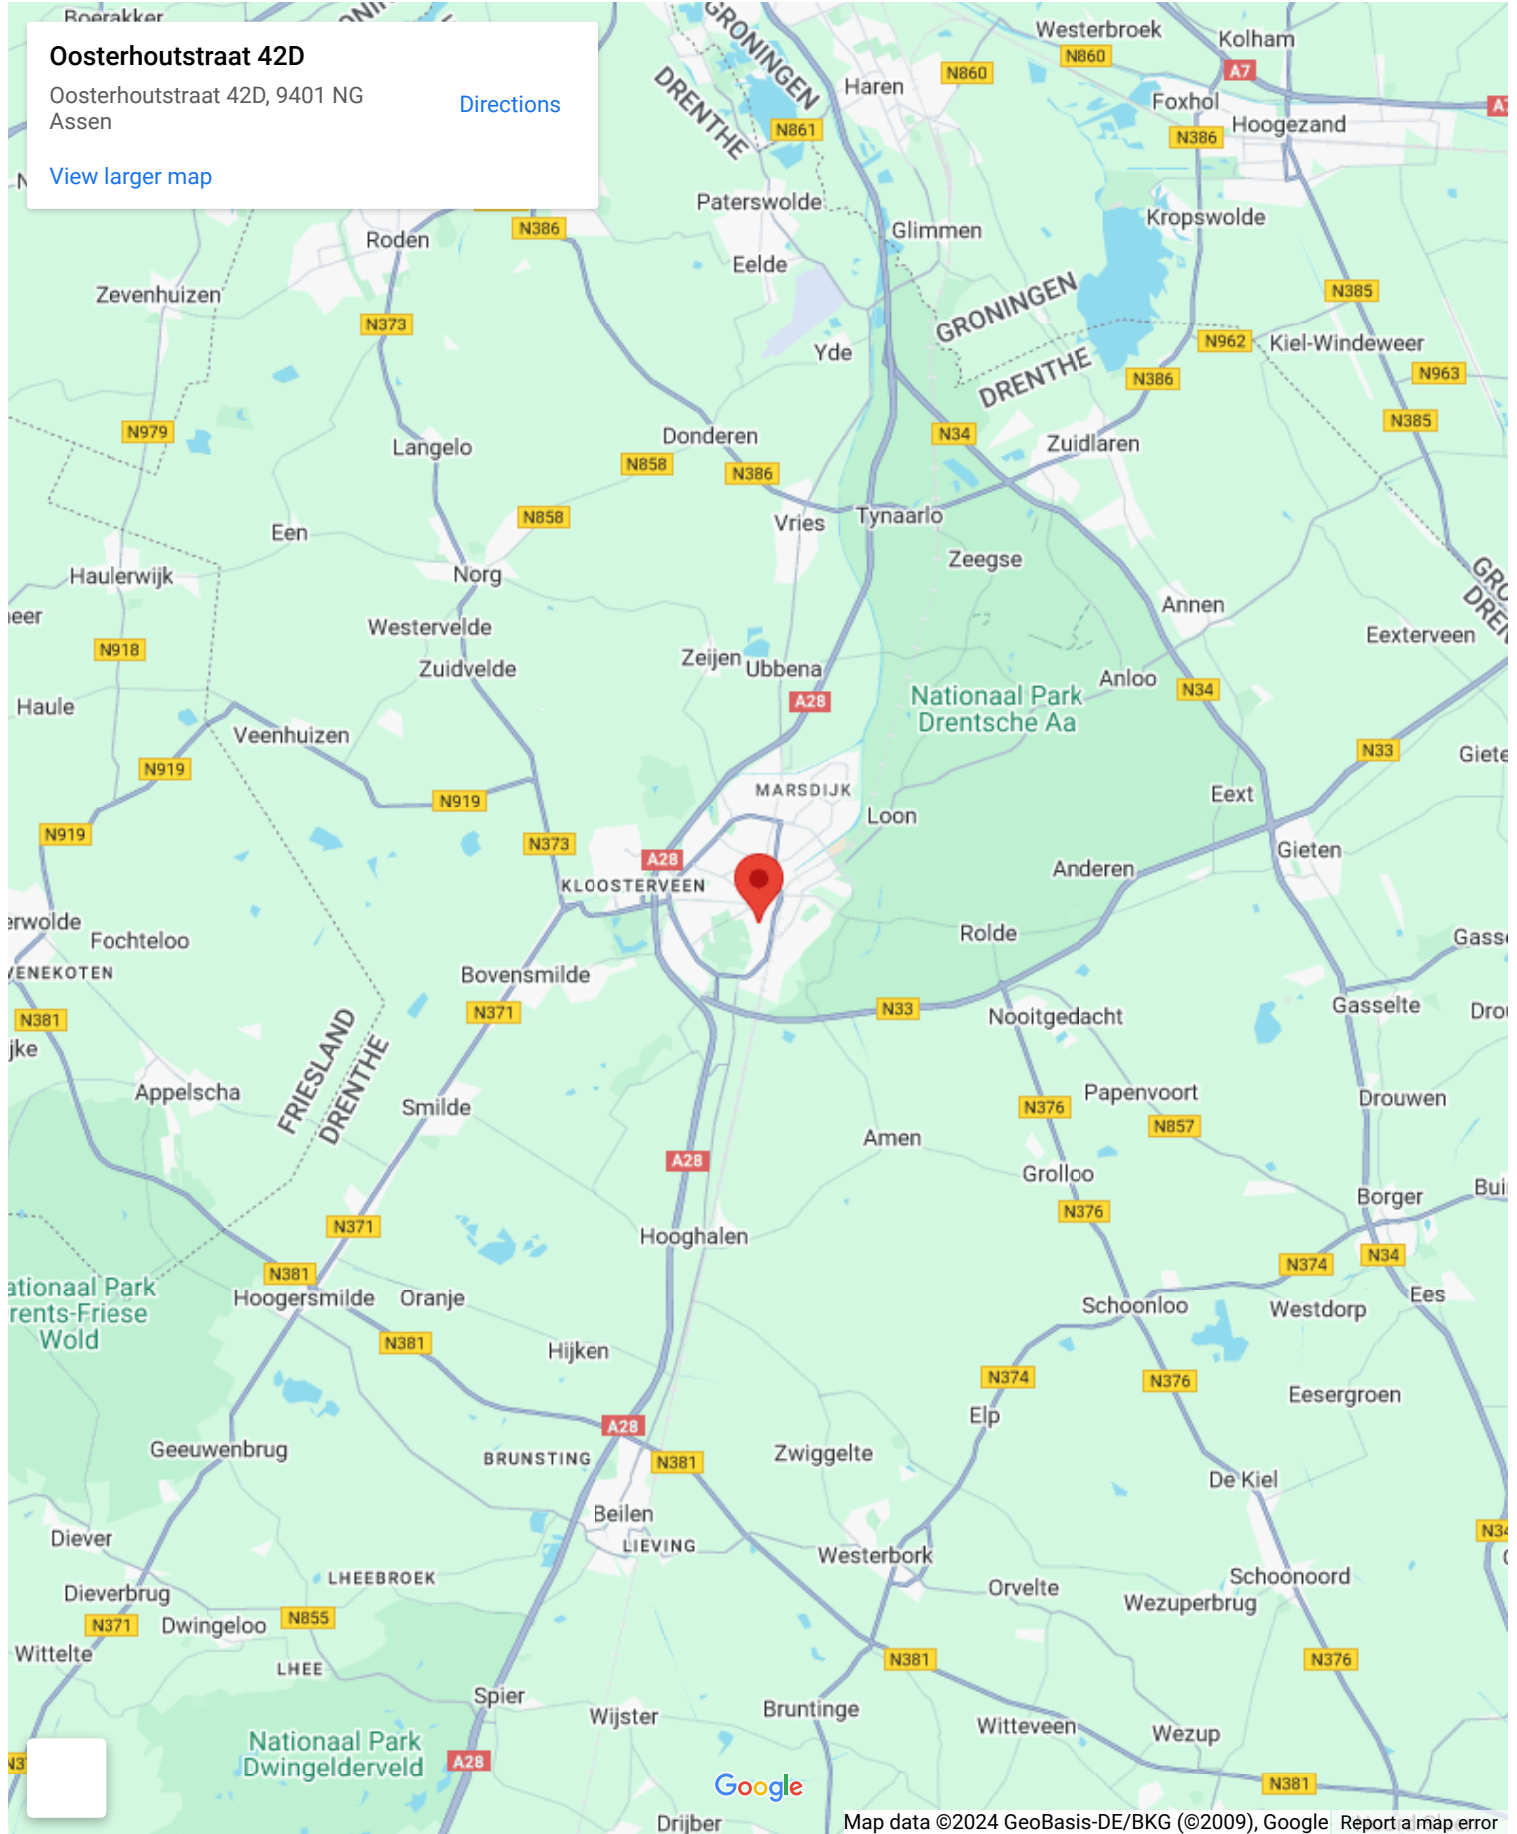 Boerakker
Oosterhoutstraat 42D
Oosterhoutstraat 42D, 9401 NG
Assen
Directions
View larger map
GRONINGEN
DRENTHE
Westerbroek
Kolham
N860
N860
A7
Haren
Foxhol
N861
N386
Hoogezand
Paterswolde
Kropswolde
Glimmen
Roden
N386
Eelde
Zevenhuizen
N385
GRONINGEN
DRENTHE
N373
Yde
N962
Kiel-Windeweer
N386
N963
N385
N979
Donderen
N34
Zuidlaren
Langelo
N858
N386
N858
Vries
Tynaarlo
Een
Zeegse
Haulerwijk
Norg
Annen
Westervelde
Eexterveen
N918
Zeijen
Ubbena
Zuidvelde
Anloo
N34
A28
Nationaal Park
Drentsche Aa
Haule
Veenhuizen
N33
N919
MARSDIJK
Eext
N919
Loon
N919
N373
A28
Gieten
Anderen
KLOOSTERVEEN
Rolde
Fochteloo
Bovensmilde
N371
N33
Gasselte
N381
Nooitgedacht
FRIESLAND
DRENTHE
Appelscha
Smilde
Papenvoort
Drouwen
N376
N857
Amen
A28
Grolloo
Borger
N376
N371
Hooghalen
N34
N374
N381
Hoogersmilde
Oranje
Schoonloo
Westdorp
Ees
N381
Hijken
N374
N376
Eesergroen
Elp
A28
Geeuwenbrug
BRUNSTING
N381
Zwiggelte
De Kiel
Beilen
Diever
LIEVING
Westerbork
LHEEBROEK
Orvelte
Schoonoord
Dieverbrug
Wezuperbrug
N371
Dwingeloo
N855
Wittelte
LHEE
N381
N376
Spier
Wijster
Bruntinge
Witteveen
Wezup
Nationaal Park
Dwingelderveld
A28
Google
N381
Drijber
Map data ©2024 GeoBasis-DE/BKG (©2009), Google
Report a map error